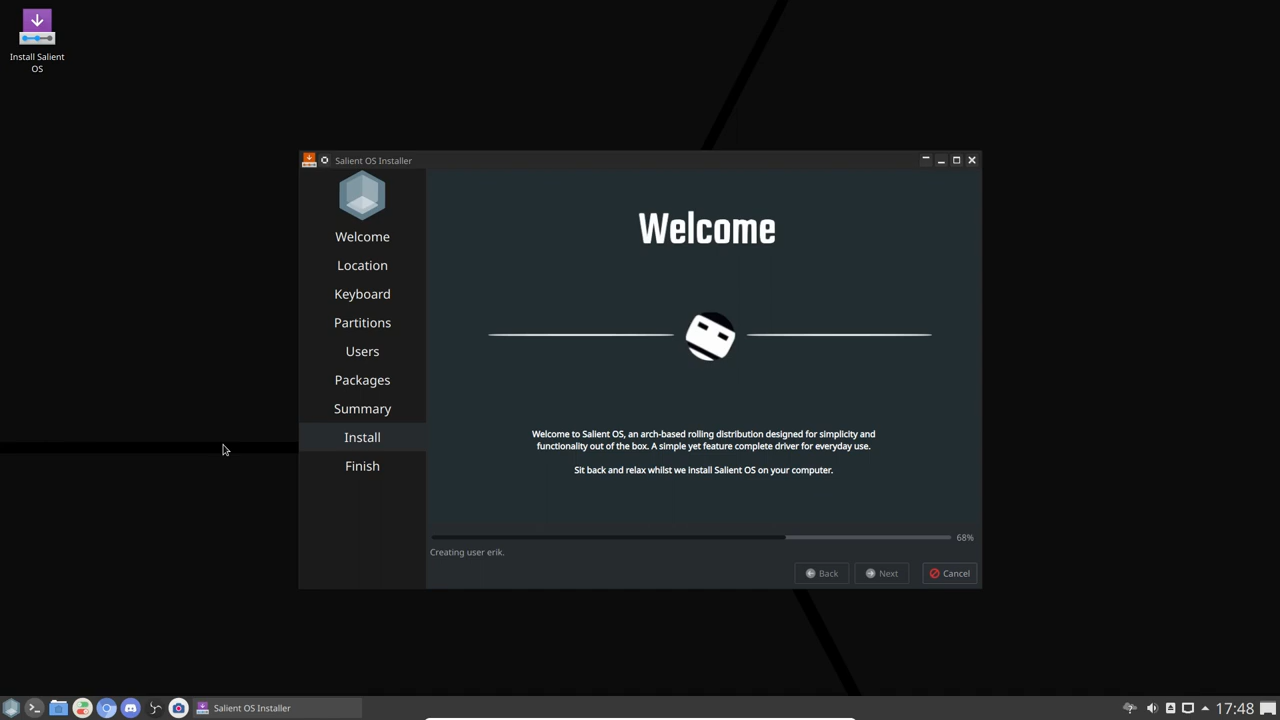 Install Salient
OS
Salient OS Installer
Welcome
Location
Keyboard
Partitions
Users
Packages
Summary
Install
Finish
Welcome
Welcome to Salient OS, an arch-based rolling distribution designed for simplicity and
functionality out of the box. A simple yet feature complete driver for everyday use.
Sit back and relax whilst we install Salient OS on your computer.
68%
Creating user erik.
Back
Next
Cancel
Salient OS Installer
17:48